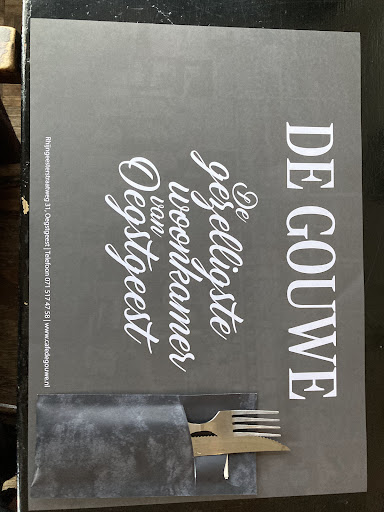 DE GOUWE
De
gezelligste
woonkamer
van
Oegstgeest
Rhijngeesterstraatweg 31, Oegstgeest | Telefoon 071 517 47 58 | www.cafedegouwe.nl